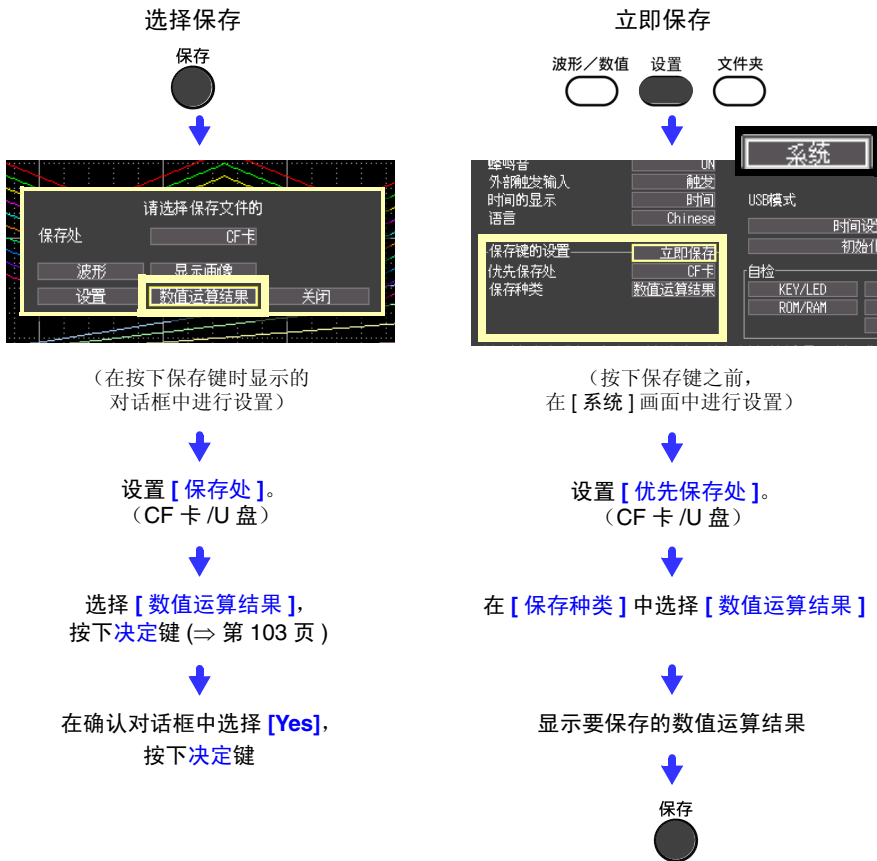 选择保存
保存
请选择保存文件的
保存处 CF卡
波形 显示画像
设置 数值运算结果 关闭
（在按下保存键时显示的
对话框中进行设置）
设置 [ 保存处 ]。
（CF 卡 /U 盘）
选择 [ 数值运算结果 ]，
按下决定键 (⇒ 第 103 页 )
在确认对话框中选择 [Yes]，
按下决定键
立即保存
波形／数值 设置 文件夹
系统
蜂鸣音 ON
外部触发输入 触发
时间的显示 时间
语言 Chinese
保存键的设置 立即保存
优先保存处 CF卡
保存种类 数值运算结果
USB模式
时间设
初始化
自检
KEY/LED
ROM/RAM
（按下保存键之前，
在 [ 系统 ] 画面中进行设置）
设置 [ 优先保存处 ]。
（CF 卡 /U 盘）
在 [ 保存种类 ] 中选择 [ 数值运算结果 ]
显示要保存的数值运算结果
保存